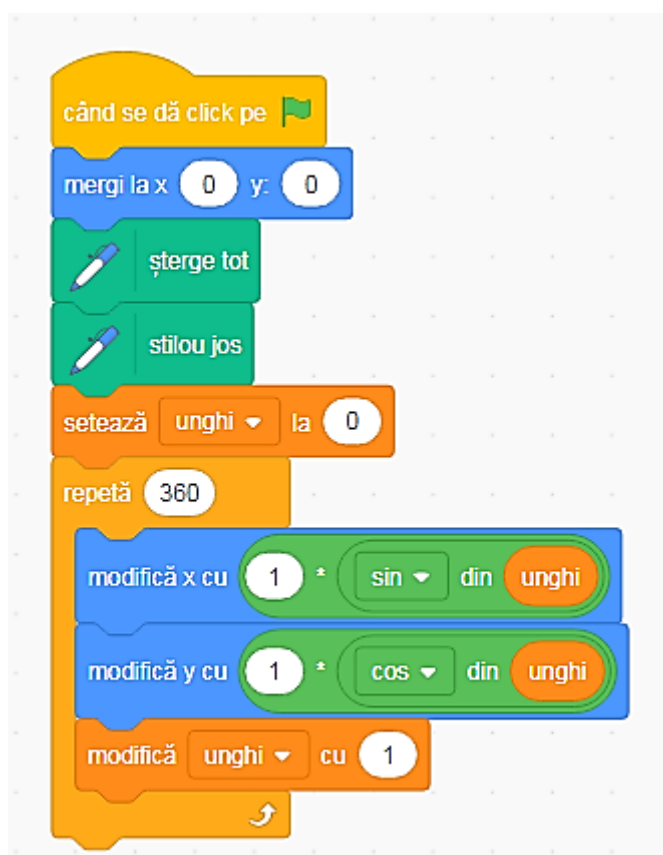 când se dă click pe
mergi la x 0 y: 0
șterge tot
stilou jos
setează unghi la 0
repetă 360
modifică x cu 1 * sin din unghi
modifică y cu 1 * cos din unghi
modifică unghi cu 1